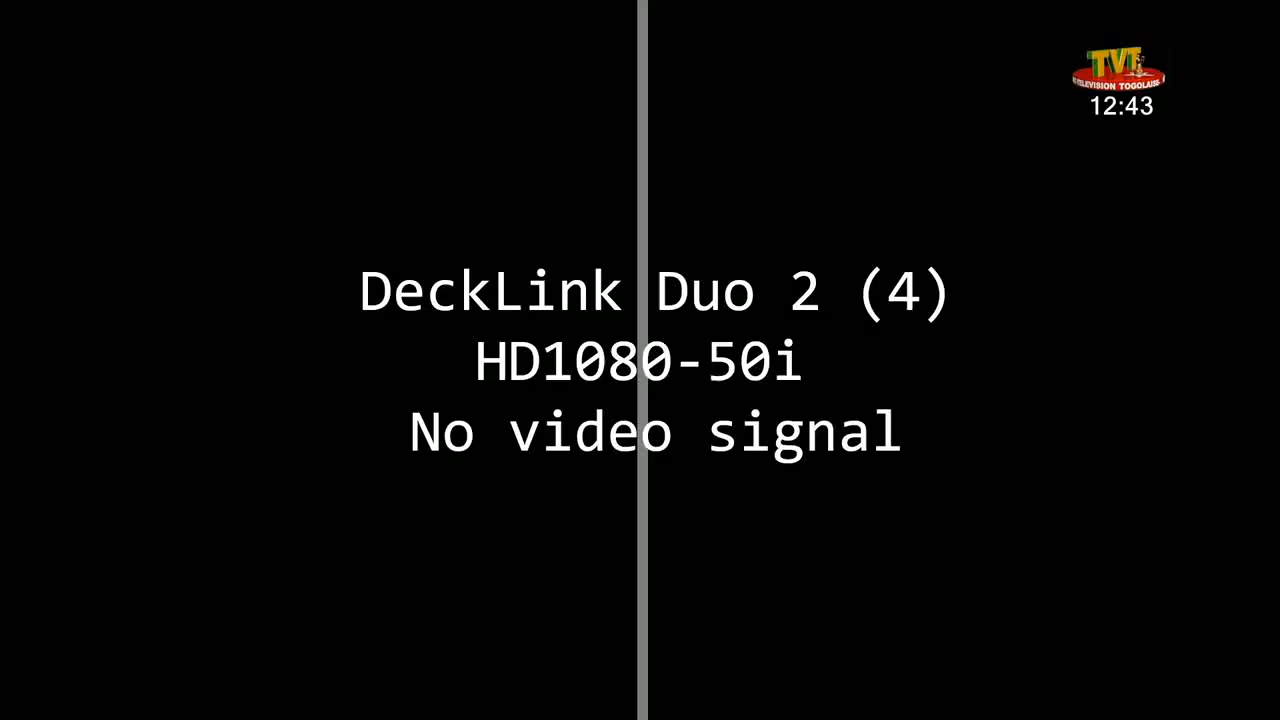 TVT
TELEVISION TOGOLAISE
12:43
DeckLink Duo 2 (4)
HD1080-50i
No video signal